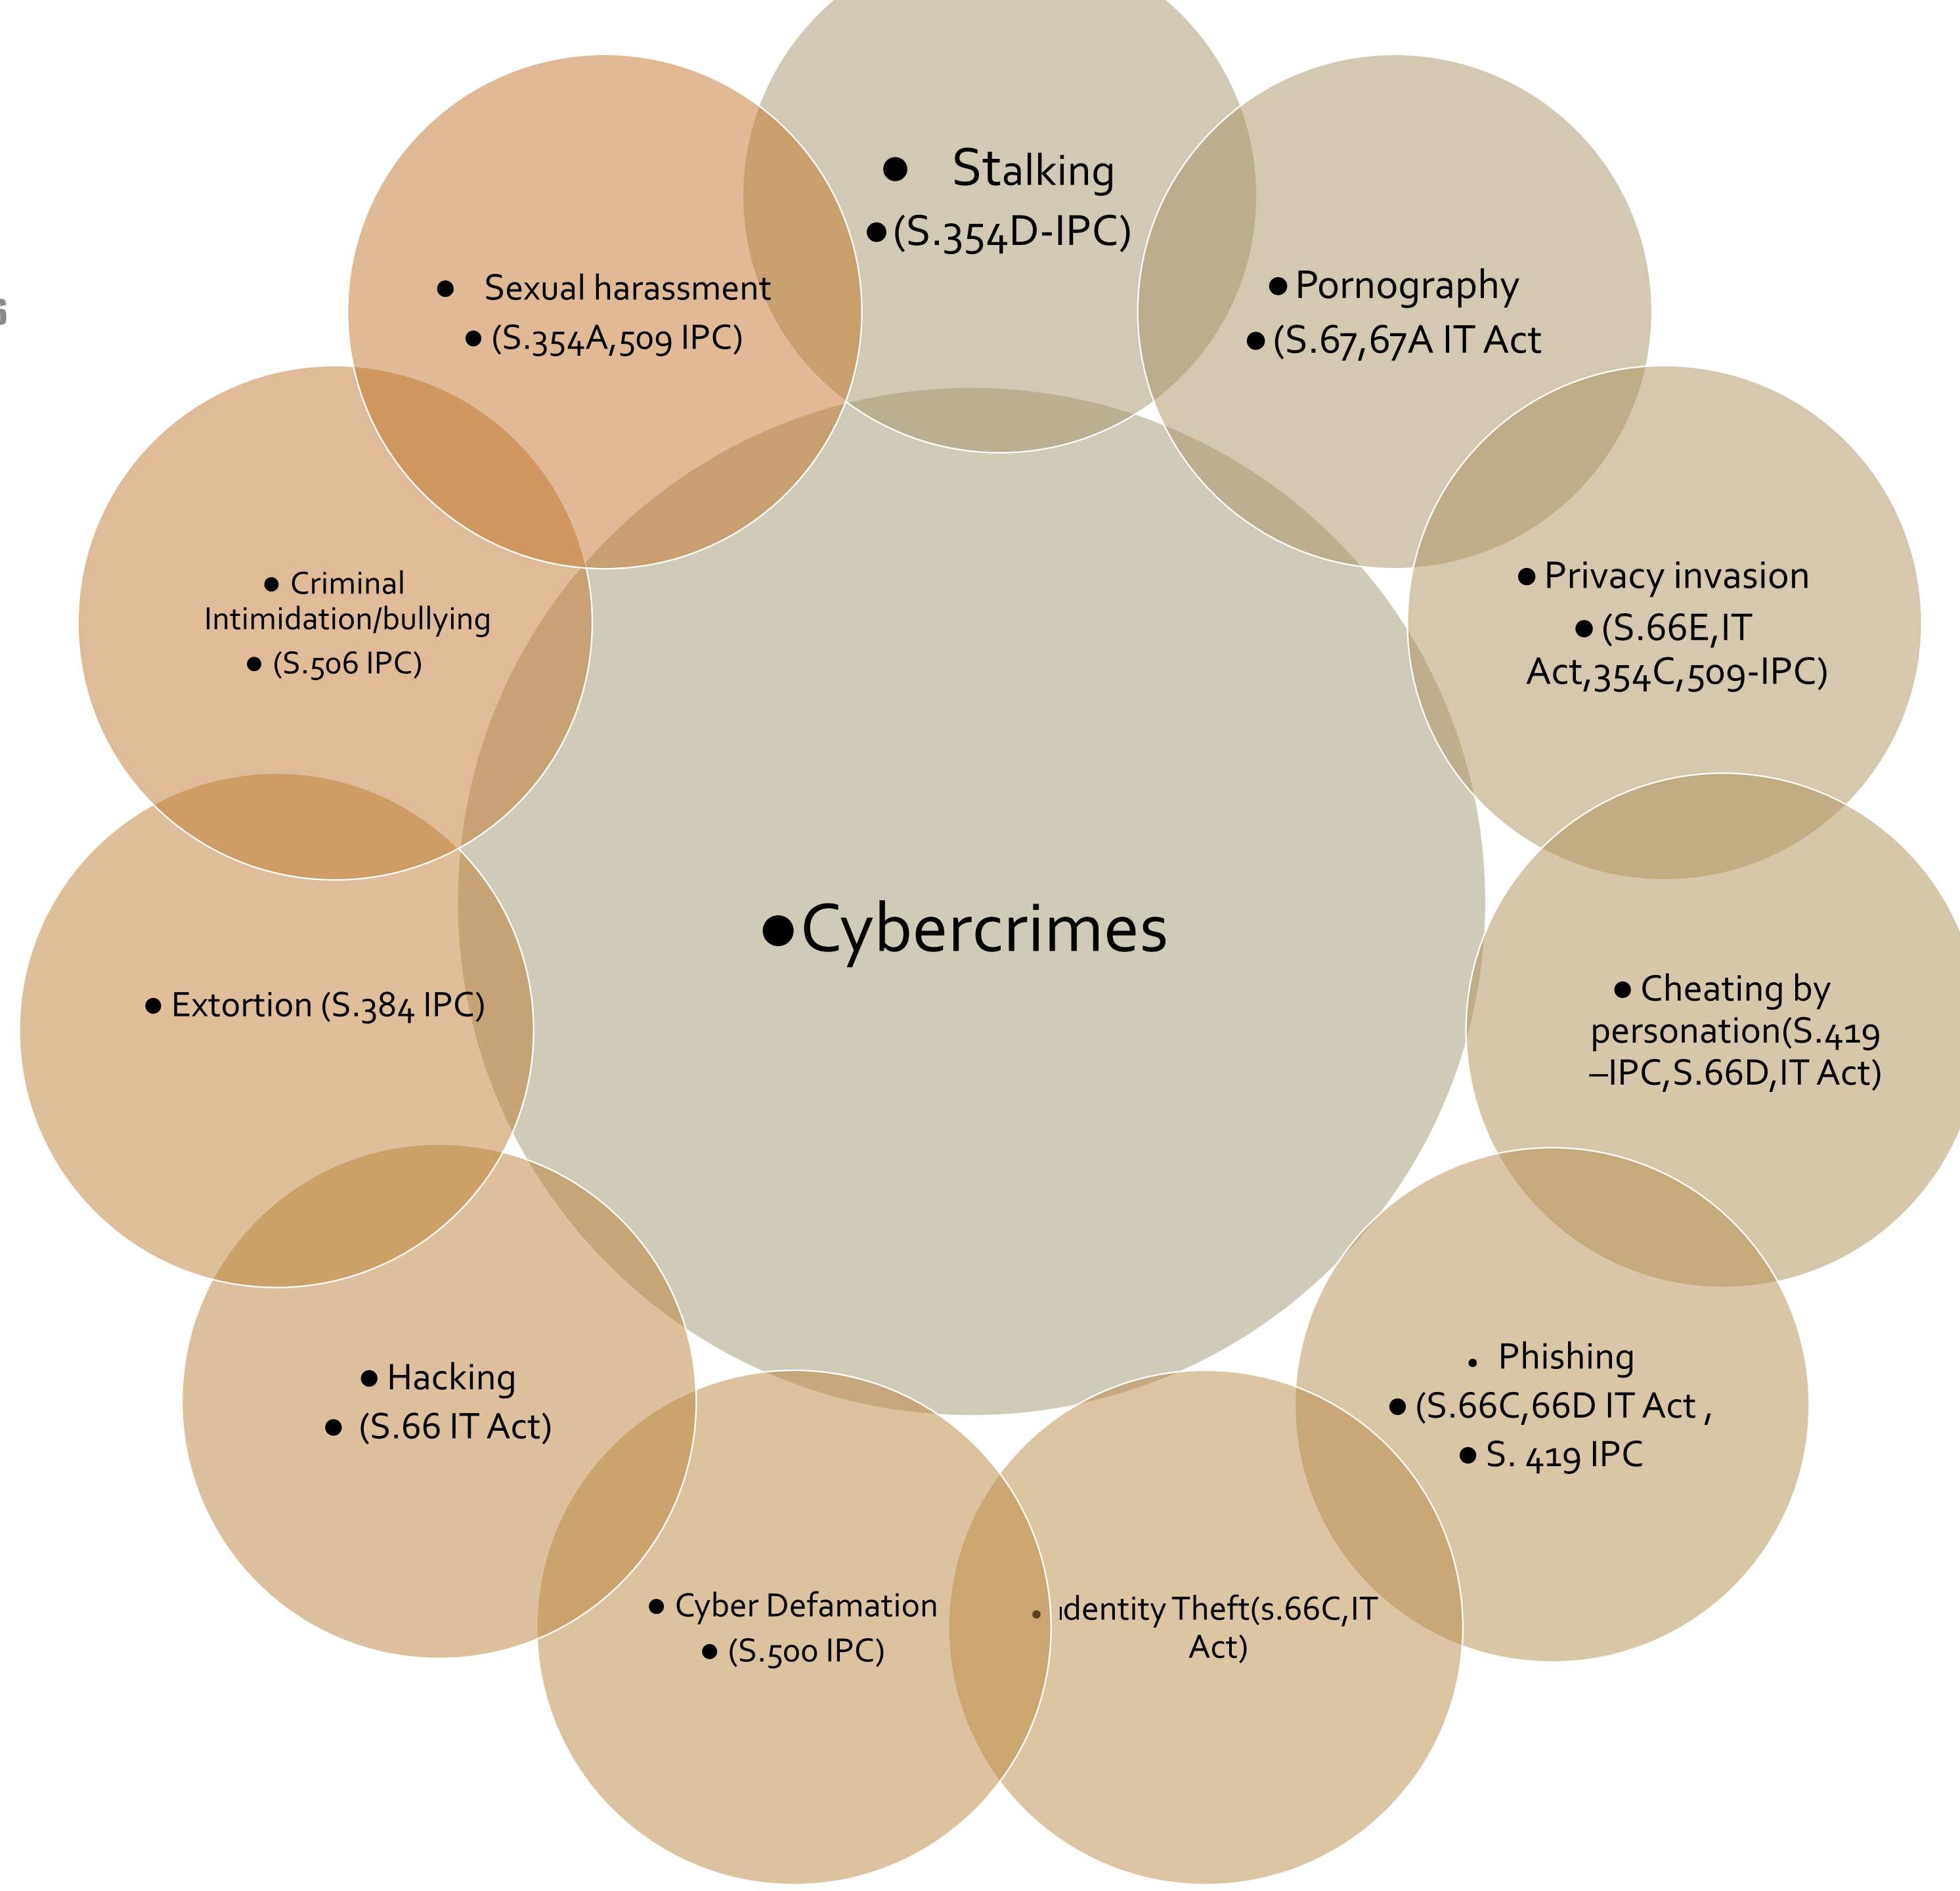 • Stalking
• (S.354D-IPC)
• Pornography
• (S.67,67A IT Act
• Privacy invasion
• (S.66E,IT
Act,354C,509-IPC)
• Cheating by
personation(S.419
–IPC,S.66D,IT Act)
• Phishing
• (S.66C,66D IT Act ,
• S. 419 IPC
• Identity Theft(s.66C,IT
Act)
• Cyber Defamation
• (S.500 IPC)
• Hacking
• (S.66 IT Act)
• Extortion (S.384 IPC)
• Criminal
Intimidation/bullying
• (S.506 IPC)
• Sexual harassment
• (S.354A,509 IPC)
• Cybercrimes